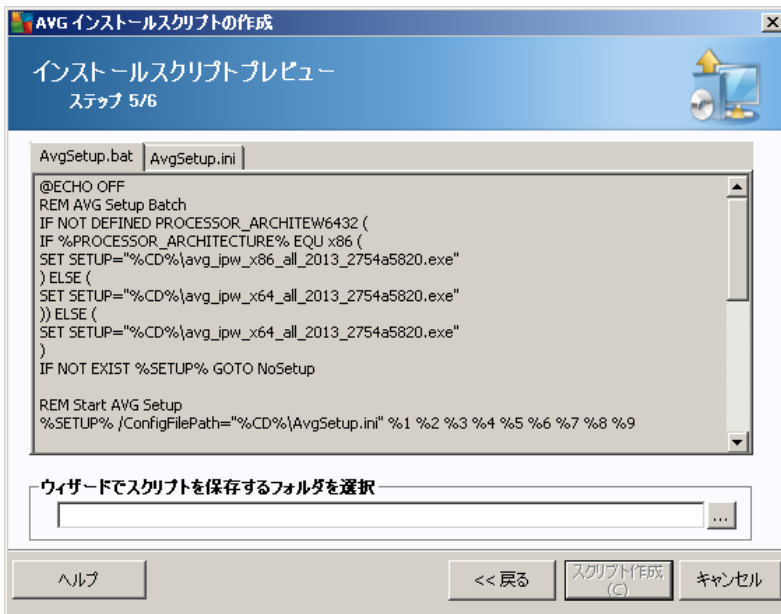 AVG インストールスクリプトの作成
インストールスクリプトプレビュー
ステップ 5/6
AvgSetup.bat
AvgSetup.ini
@ECHO OFF
REM AVG Setup Batch
IF NOT DEFINED PROCESSOR_ARCHITEW6432 (
IF %PROCESSOR_ARCHITECTURE% EQU x86 (
SET SETUP="%CD%\avg_ipw_x86_all_2013_2754a5820.exe"
) ELSE (
SET SETUP="%CD%\avg_ipw_x64_all_2013_2754a5820.exe"
)) ELSE (
SET SETUP="%CD%\avg_ipw_x64_all_2013_2754a5820.exe"
)
IF NOT EXIST %SETUP% GOTO NoSetup
REM Start AVG Setup
%SETUP% /ConfigFilePath="%CD%\AvgSetup.ini" %1 %2 %3 %4 %5 %6 %7 %8 %9
ウィザードでスクリプトを保存するフォルダを選択
...
ヘルプ
<< 戻る
スクリプト作成
(C)
キャンセル